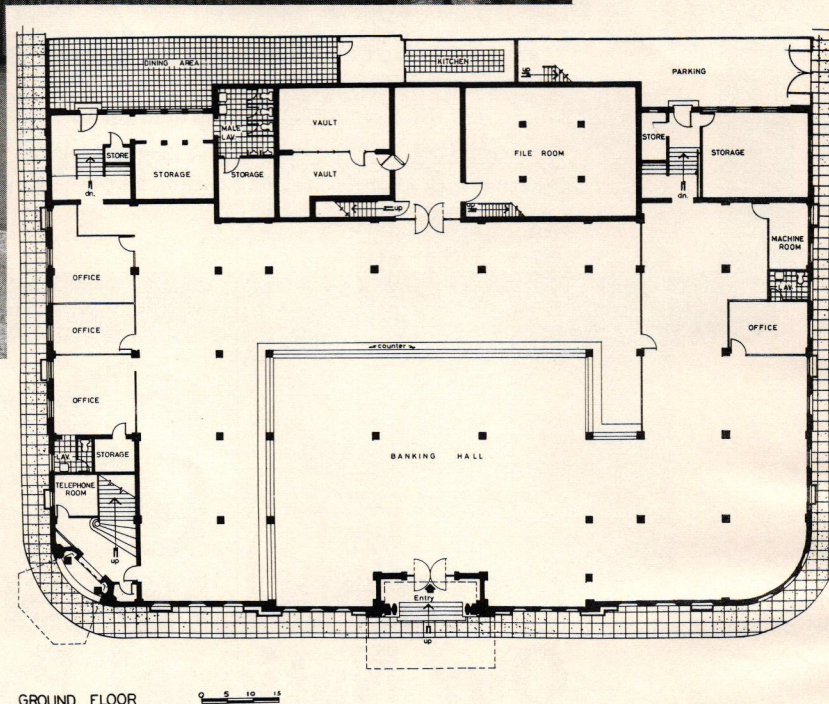 DINING AREA
KITCHEN
up
PARKING
MALE
LAV.
VAULT
STORE
FILE ROOM
STORE
STORAGE
STORAGE
STORAGE
VAULT
dn.
up
up
dn.
OFFICE
MACHINE
ROOM
LAV.
OFFICE
OFFICE
counter
OFFICE
LAV.
STORAGE
BANKING HALL
TELEPHONE
ROOM
up
Entry
up
GROUND FLOOR
0 5 10 15